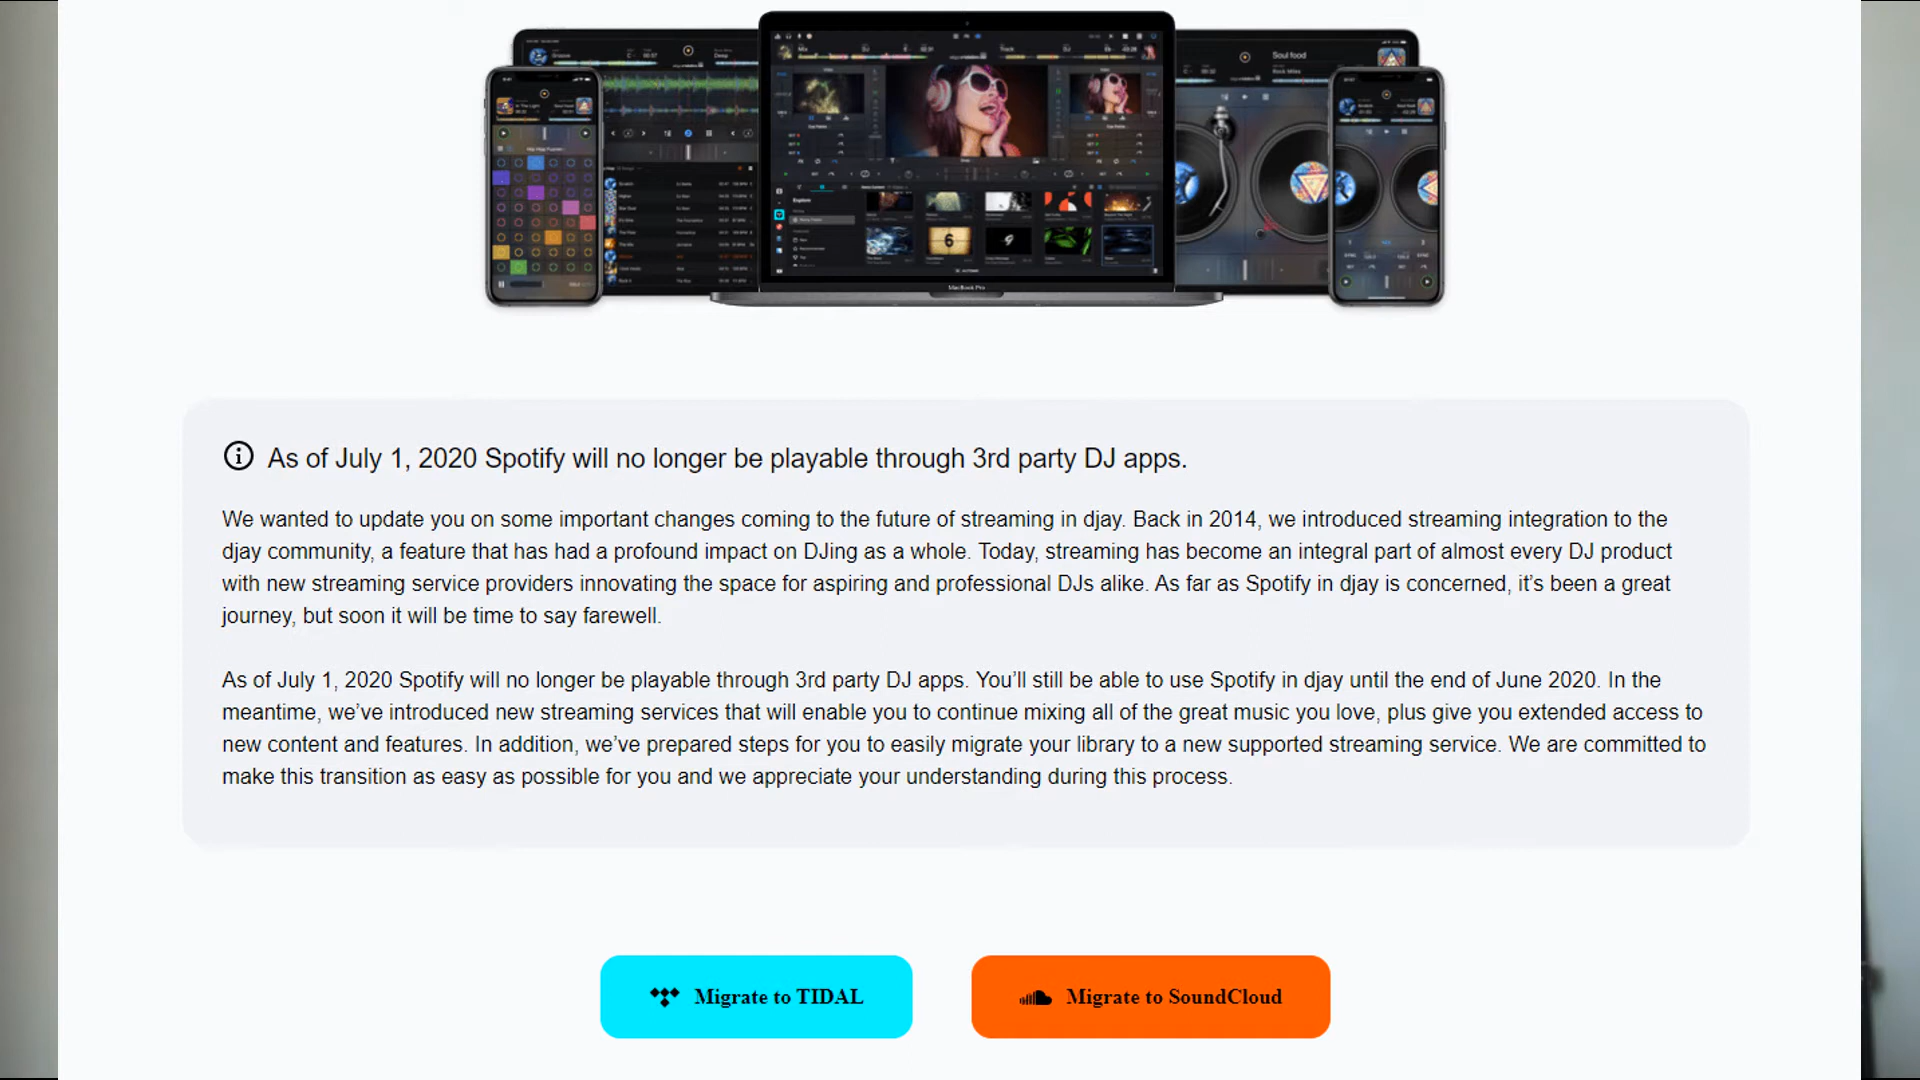 Soul food
MacBook Pro
As of July 1, 2020 Spotify will no longer be playable through 3rd party DJ apps.
We wanted to update you on some important changes coming to the future of streaming in djay. Back in 2014, we introduced streaming integration to the
djay community, a feature that has had a profound impact on DJing as a whole. Today, streaming has become an integral part of almost every DJ product
with new streaming service providers innovating the space for aspiring and professional DJs alike. As far as Spotify in djay is concerned, it’s been a great
journey, but soon it will be time to say farewell.
As of July 1, 2020 Spotify will no longer be playable through 3rd party DJ apps. You’ll still be able to use Spotify in djay until the end of June 2020. In the
meantime, we’ve introduced new streaming services that will enable you to continue mixing all of the great music you love, plus give you extended access to
new content and features. In addition, we’ve prepared steps for you to easily migrate your library to a new supported streaming service. We are committed to
make this transition as easy as possible for you and we appreciate your understanding during this process.
Migrate to TIDAL
Migrate to SoundCloud